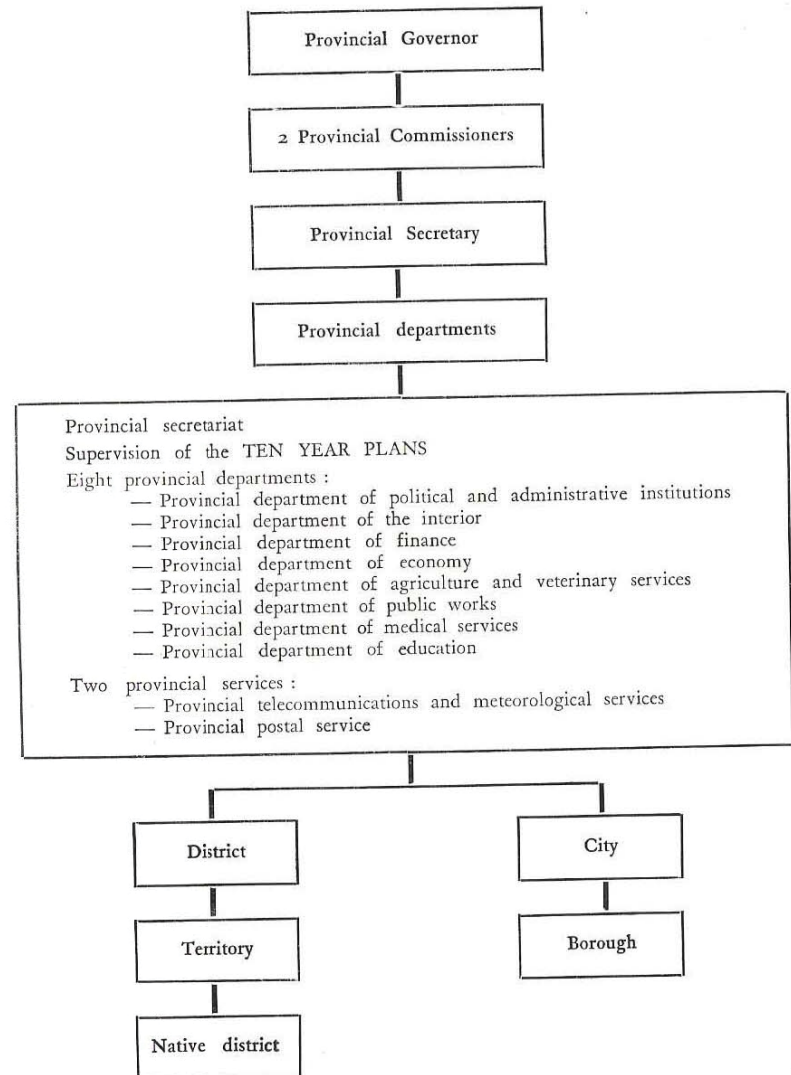 Provincial Governor
2 Provincial Commissioners
Provincial Secretary
Provincial departments
Provincial secretariat
Supervision of the TEN YEAR PLANS
Eight provincial departments :
— Provincial department of political and administrative institutions
— Provincial department of the interior
— Provincial department of finance
— Provincial department of economy
— Provincial department of agriculture and veterinary services
— Provincial department of public works
— Provincial department of medical services
— Provincial department of education
Two provincial services :
— Provincial telecommunications and meteorological services
— Provincial postal service
District
City
Territory
Borough
Native district